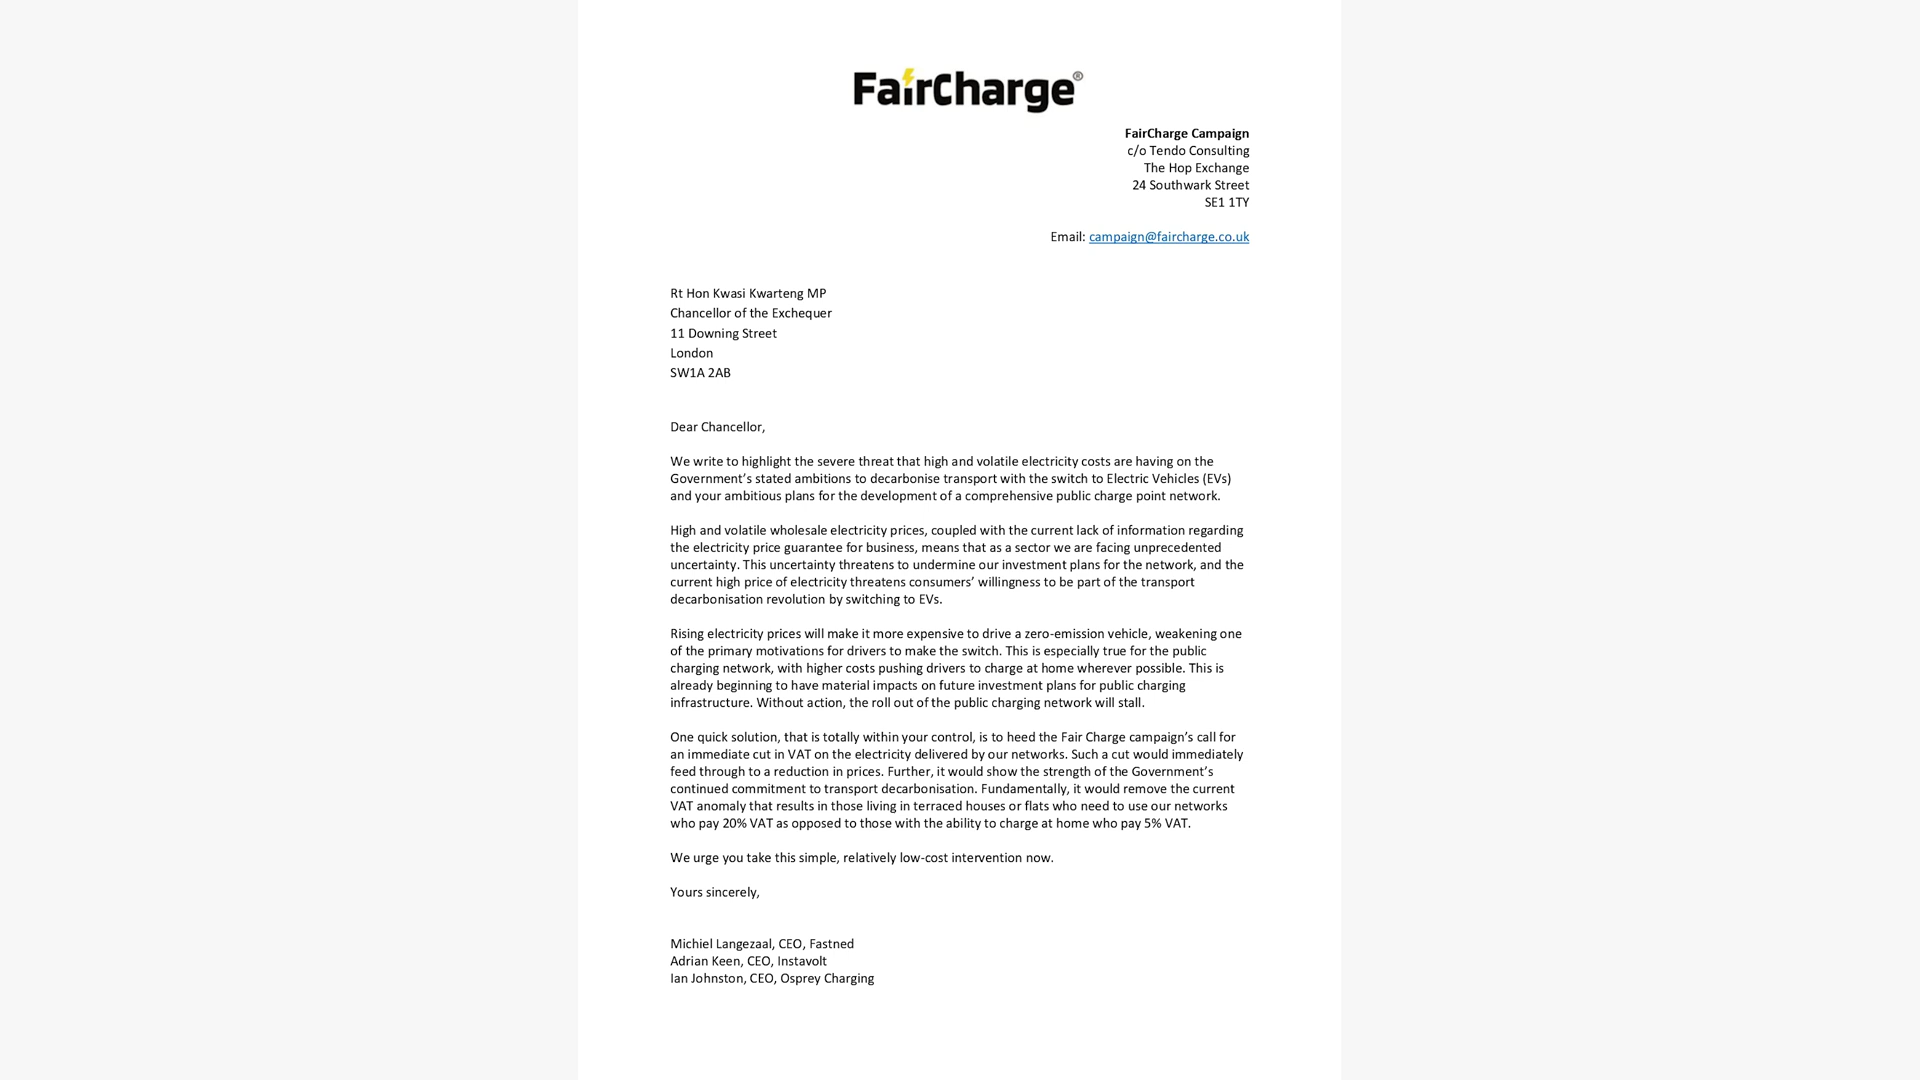 FairCharge®
FairCharge Campaign
c/o Tendo Consulting
The Hop Exchange
24 Southwark Street
SE1 1TY
Email: campaign@faircharge.co.uk
Rt Hon Kwasi Kwarteng MP
Chancellor of the Exchequer
11 Downing Street
London
SW1A 2AB
Dear Chancellor,
We write to highlight the severe threat that high and volatile electricity costs are having on the
Government’s stated ambitions to decarbonise transport with the switch to Electric Vehicles (EVs)
and your ambitious plans for the development of a comprehensive public charge point network.
High and volatile wholesale electricity prices, coupled with the current lack of information regarding
the electricity price guarantee for business, means that as a sector we are facing unprecedented
uncertainty. This uncertainty threatens to undermine our investment plans for the network, and the
current high price of electricity threatens consumers’ willingness to be part of the transport
decarbonisation revolution by switching to EVs.
Rising electricity prices will make it more expensive to drive a zero-emission vehicle, weakening one
of the primary motivations for drivers to make the switch. This is especially true for the public
charging network, with higher costs pushing drivers to charge at home wherever possible. This is
already beginning to have material impacts on future investment plans for public charging
infrastructure. Without action, the roll out of the public charging network will stall.
One quick solution, that is totally within your control, is to heed the Fair Charge campaign’s call for
an immediate cut in VAT on the electricity delivered by our networks. Such a cut would immediately
feed through to a reduction in prices. Further, it would show the strength of the Government’s
continued commitment to transport decarbonisation. Fundamentally, it would remove the current
VAT anomaly that results in those living in terraced houses or flats who need to use our networks
who pay 20% VAT as opposed to those with the ability to charge at home who pay 5% VAT.
We urge you take this simple, relatively low-cost intervention now.
Yours sincerely,
Michiel Langezaal, CEO, Fastned
Adrian Keen, CEO, Instavolt
Ian Johnston, CEO, Osprey Charging